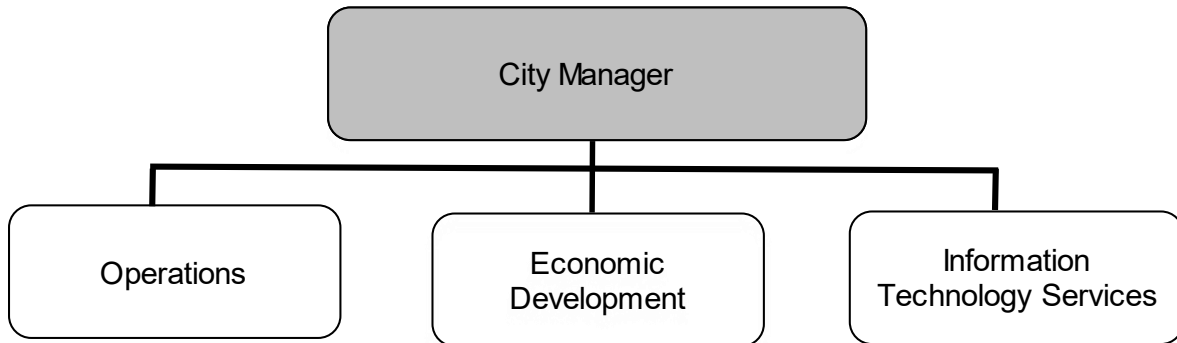 City Manager
Operations
Economic
Development
Information
Technology Services